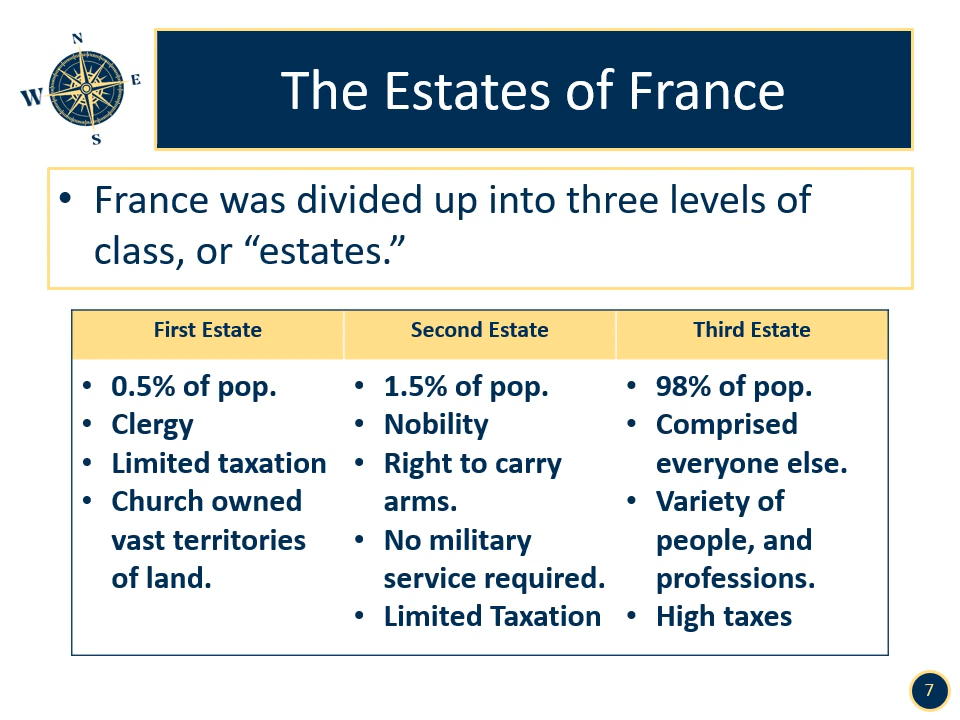 N
W
E
S
The Estates of France
• France was divided up into three levels of
class, or “estates.”
First Estate
Second Estate
Third Estate
• 0.5% of pop.
• Clergy
• Limited taxation
• Church owned
vast territories
of land.
• 1.5% of pop.
• Nobility
• Right to carry
arms.
• No military
service required.
• Limited Taxation
• 98% of pop.
• Comprised
everyone else.
• Variety of
people, and
professions.
• High taxes
7